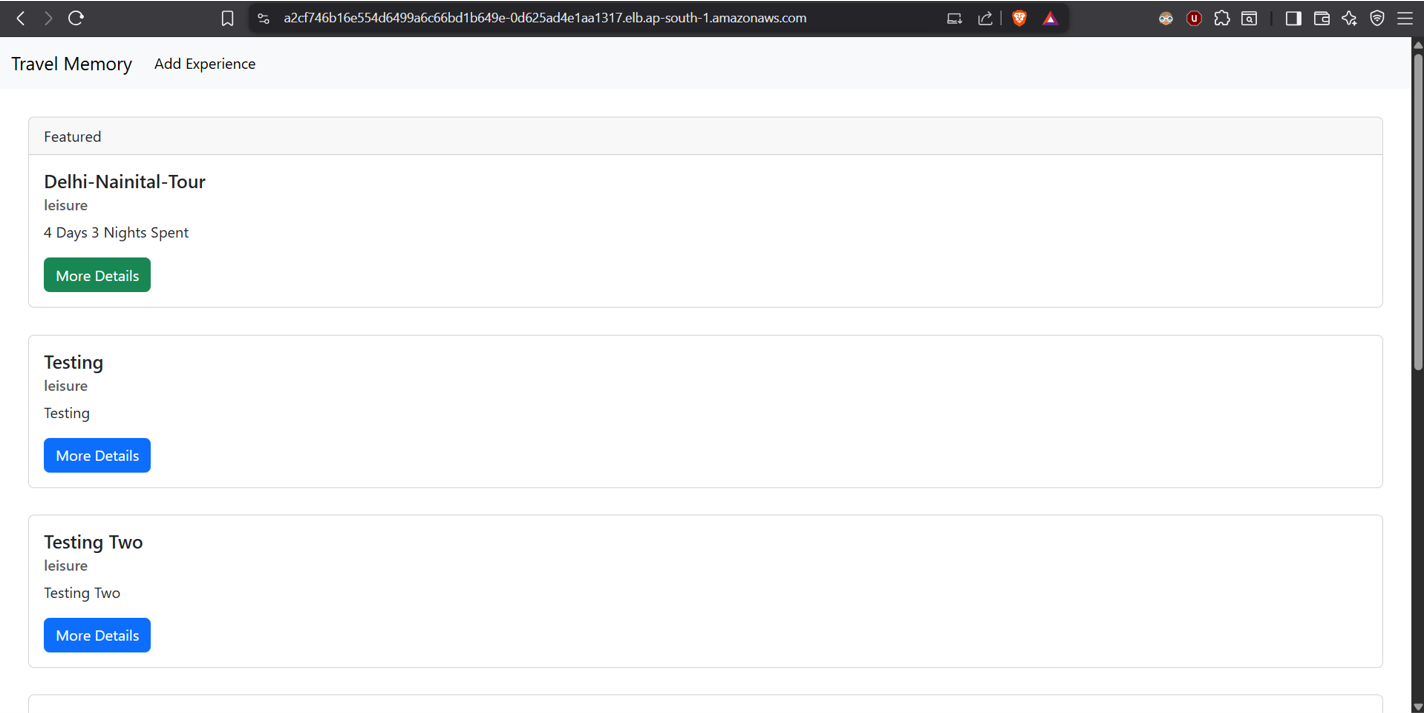 a2cf746b16e554d6499a6c66bd1b649e-0d625ad4e1aa1317.elb.ap-south-1.amazonaws.com
Travel Memory Add Experience
Featured
Delhi-Nainital-Tour
leisure
4 Days 3 Nights Spent
More Details
Testing
leisure
Testing
More Details
Testing Two
leisure
Testing Two
More Details